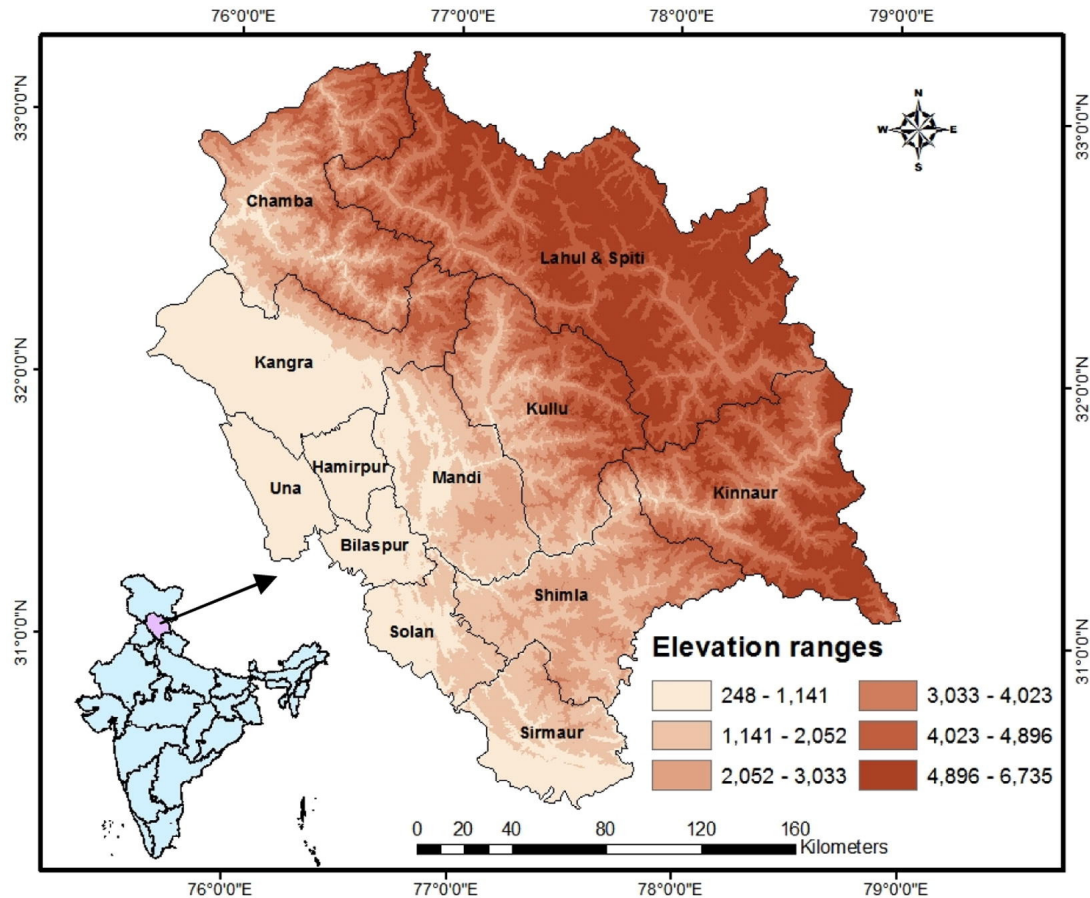 76°0'0"E 77°0'0"E 78°0'0"E 79°0'0"E
33°0'0"N
33°0'0"N
N
W E
S
Chamba
Lahul & Spiti
32°0'0"N
Kangra
32°0'0"N
Kullu
Hamirpur
Mandi
Una
Kinnaur
Bilaspur
Shimla
Solan
31°0'0"N
31°0'0"N
Elevation ranges
248 - 1,141 3,033 - 4,023
1,141 - 2,052 4,023 - 4,896
2,052 - 3,033 4,896 - 6,735
Sirmaur
0 20 40 80 120 160
Kilometers
76°0'0"E 77°0'0"E 78°0'0"E 79°0'0"E